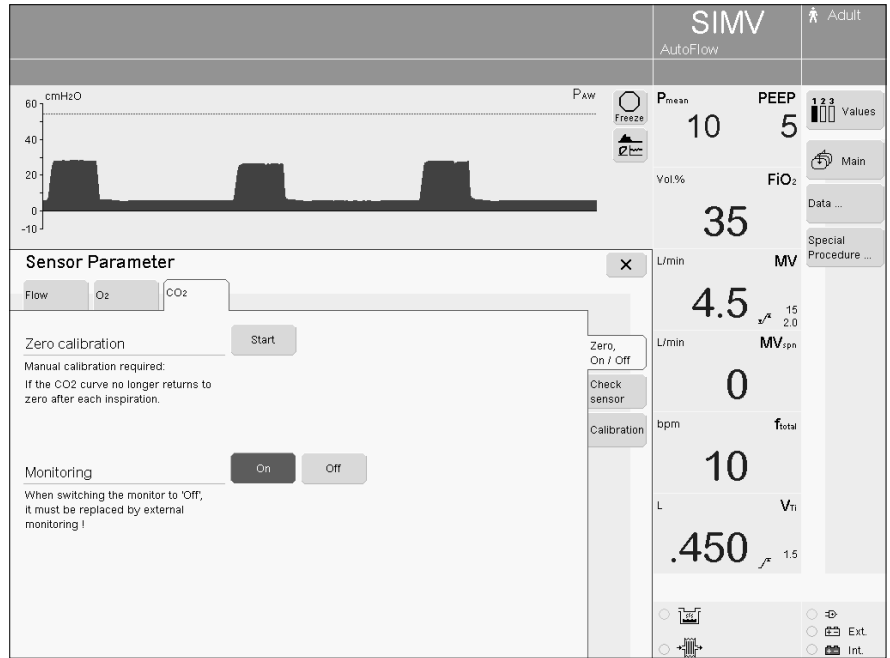 SIMV
AutoFlow
Adult
cmH2O
PAW
60
40
20
0
-10
Freeze
Pmean
PEEP
10
5
Vol.%
FiO2
35
L/min
MV
4.5
15
2.0
L/min
MVspn
0
bpm
ftotal
10
L
VTi
.450
1.5
1 2 3
Values
Main
Data ...
Special
Procedure ...
Sensor Parameter
Flow
O2
CO2
Zero calibration
Start
Manual calibration required:
If the CO2 curve no longer returns to
zero after each inspiration.
Monitoring
On
Off
When switching the monitor to 'Off',
it must be replaced by external
monitoring !
Zero,
On / Off
Check
sensor
Calibration
Ext.
Int.